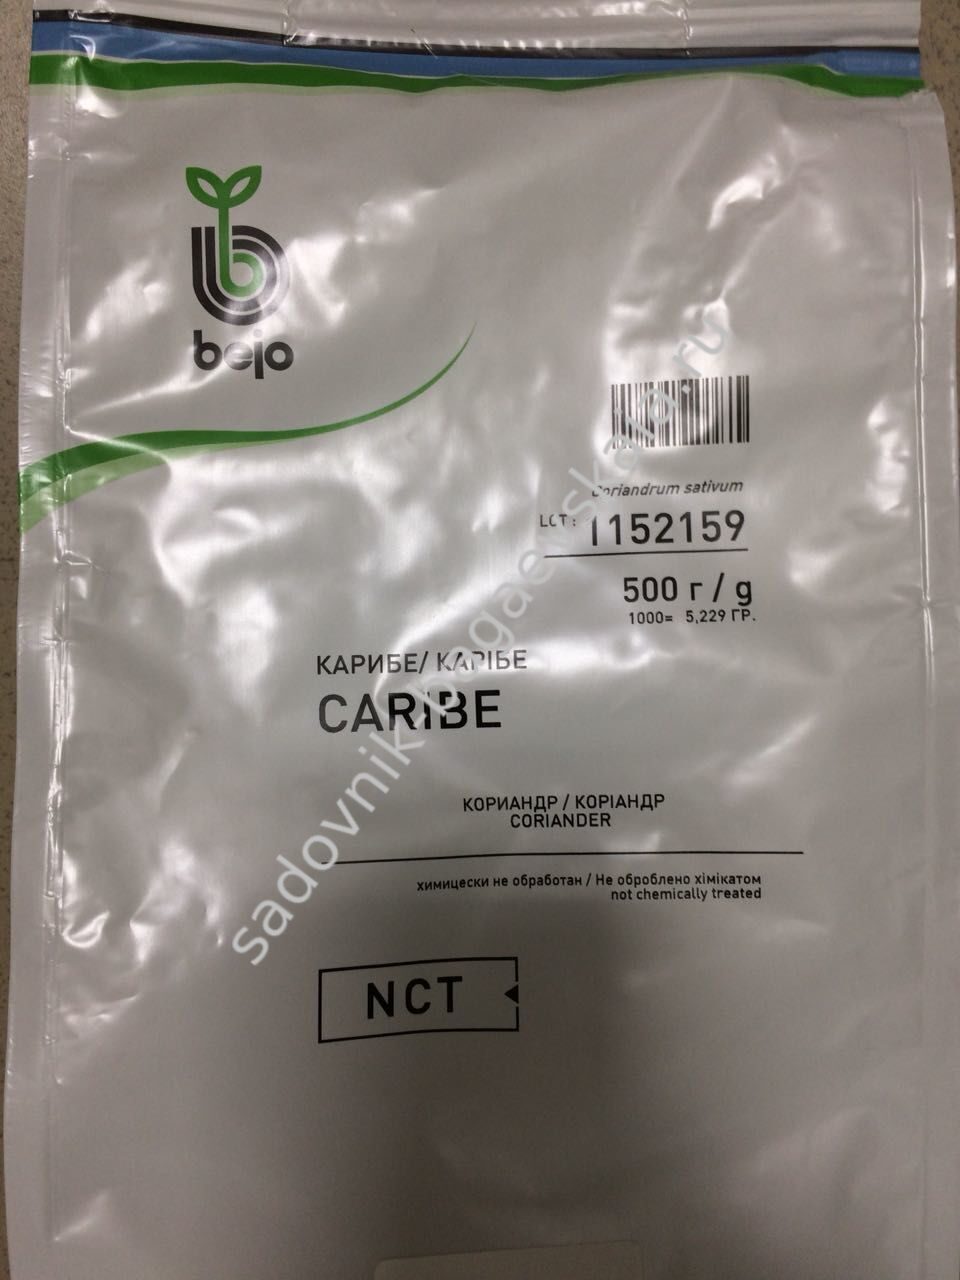 bejo
Coriandrum sativum
LOT: 1152159
500 г / g
1000= 5,229 ГР.
КАРИБЕ/ КАРІБЕ
CARIBE
КОРИАНДР / КОРІАНДР
CORIANDER
химицески не обработан / Не оброблено хімікатом
not chemically treated
NCT
sadovnik-bagaevskaja.ru